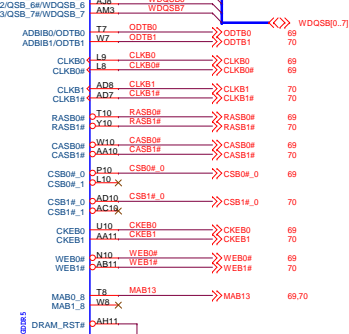 2/QSB_6#/WDQSB_6 AJ8
3/QSB_7#/WDQSB_7 AM3 WDQSB7
WDQSB[0..7]
ADBIB0/ODTB0 T7 ODTB0 ODTB0 69
ADBIB1/ODTB1 W7 ODTB1 ODTB1 70
CLKB0 L9 CLKB0 CLKB0 69
CLKB0# L8 CLKB0# CLKB0# 69
CLKB1 AD8 CLKB1 CLKB1 70
CLKB1# AD7 CLKB1# CLKB1# 70
RASB0# T10 RASB0# RASB0# 69
RASB1# Y10 RASB1# RASB1# 70
CASB0# W10 CASB0# CASB0# 69
CASB1# AA10 CASB1# CASB1# 70
CSB0#_0 P10 CSB0#_0 CSB0#_0 69
CSB0#_1 L10
CSB1#_0 AD10 CSB1#_0 CSB1#_0 70
CSB1#_1 AC10
CKEB0 U10 CKEB0 CKEB0 69
CKEB1 AA11 CKEB1 CKEB1 70
WEB0# N10 WEB0# WEB0# 69
WEB1# AB11 WEB1# WEB1# 70
MAB0_8 T8 MAB13 MAB13 69,70
MAB1_8 W8
GDDR5
DRAM_RST# AH11